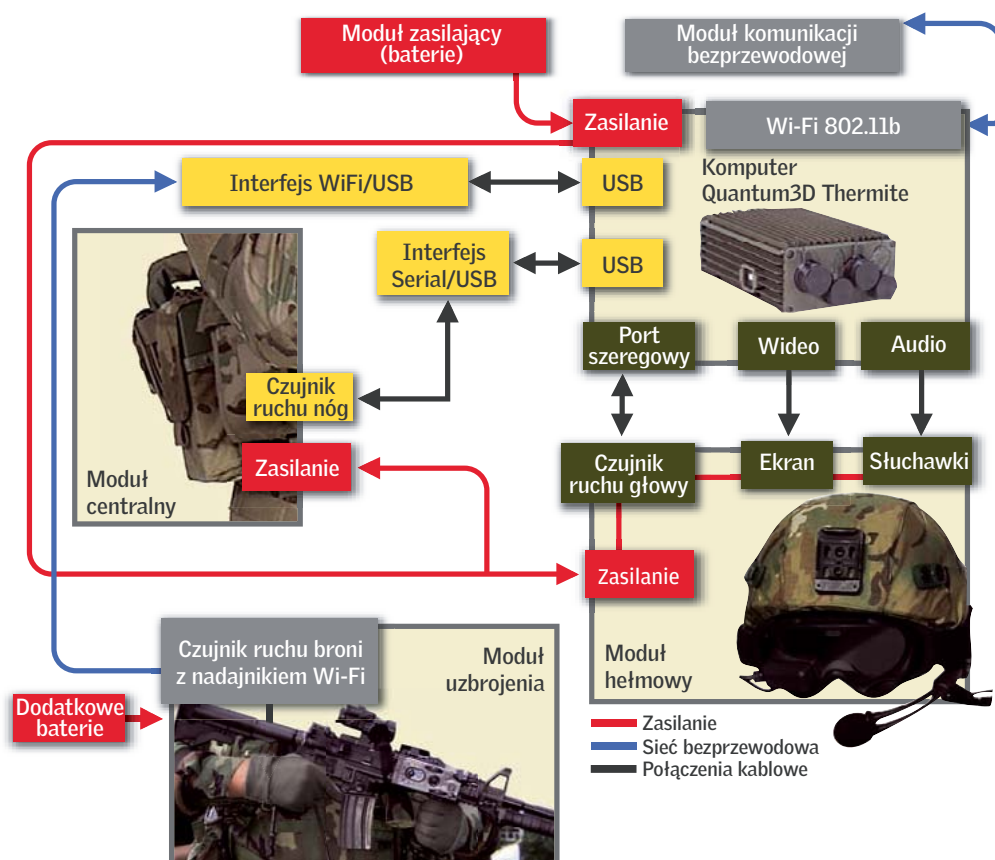 Moduł zasilający
(baterie)
Moduł komunikacji
bezprzewodowej
Zasilanie
Wi-Fi 802.11b
Interfejs WiFi/USB
USB
Komputer
Quantum3D Thermite
Interfejs
Serial/USB
USB
Port
szeregowy
Wideo
Audio
Czujnik
ruchu nóg
Zasilanie
Moduł
centralny
Czujnik
ruchu głowy
Ekran
Słuchawki
Zasilanie
Moduł
hełmowy
Czujnik ruchu broni
z nadajnikiem Wi-Fi
Moduł
uzbrojenia
Dodatkowe
baterie
Zasilanie
Sieć bezprzewodowa
Połączenia kablowe